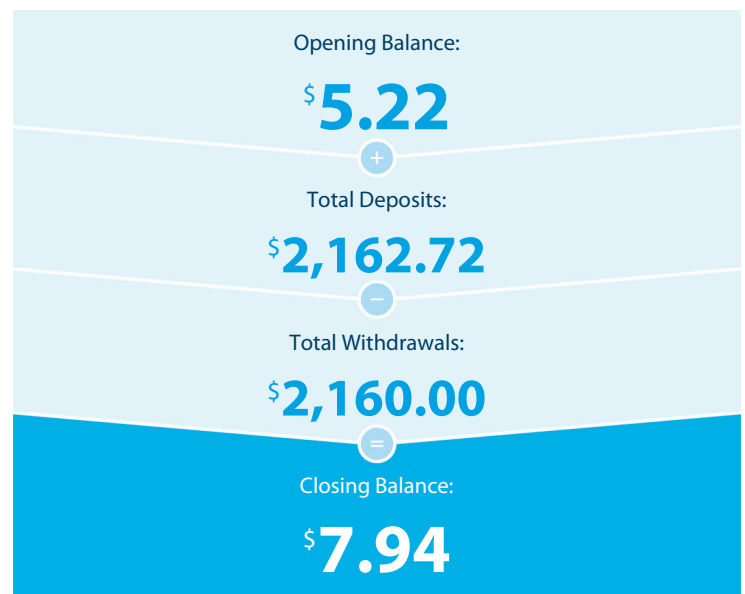 Opening Balance:
$5.22
+
Total Deposits:
$2,162.72
−
Total Withdrawals:
$2,160.00
=
Closing Balance:
$7.94